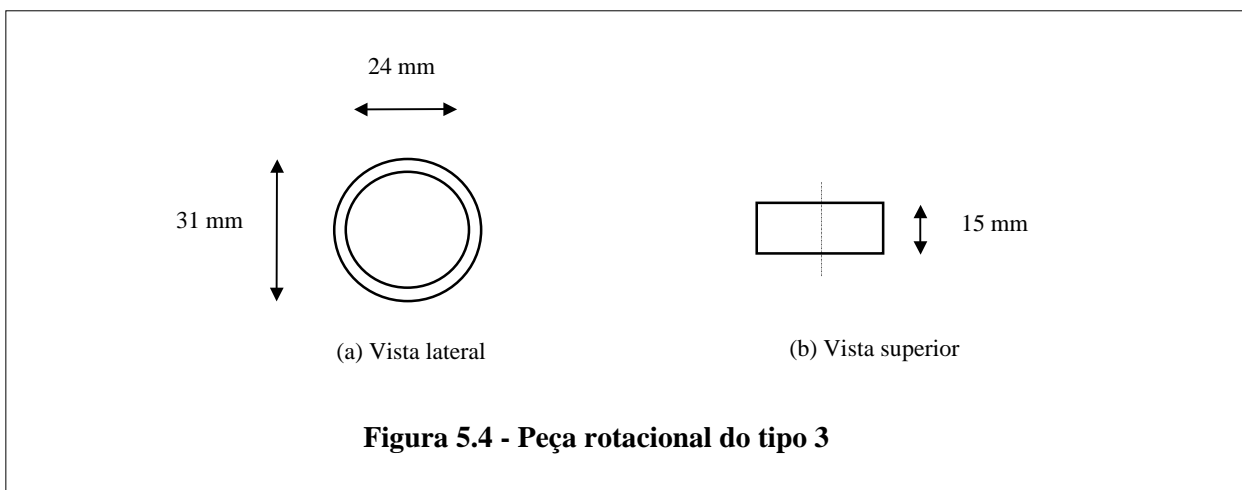 24 mm
31 mm
15 mm
(a) Vista lateral
(b) Vista superior
Figura 5.4 - Peça rotacional do tipo 3